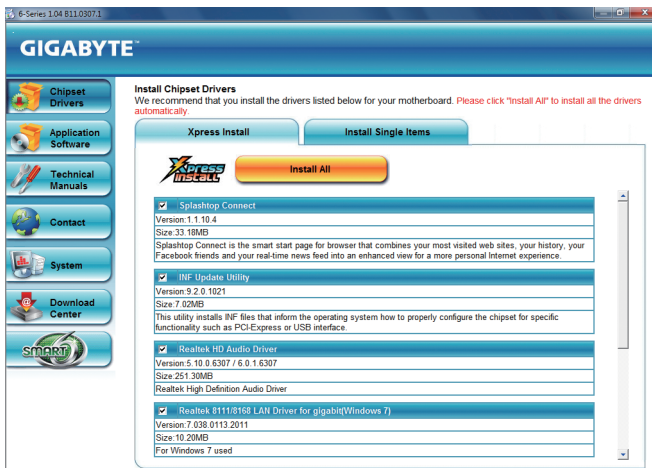 6-Series 1.04 B11.0307.1
GIGABYTE™
Chipset
Drivers
Application
Software
Technical
Manuals
Contact
System
Download
Center
SMART
Install Chipset Drivers
We recommend that you install the drivers listed below for your motherboard. Please click "Install All" to install all the drivers
automatically.
Xpress Install
Install Single Items
Xpress
Install
Install All
Splashtop Connect
Version:1.1.10.4
Size:33.18MB
Splashtop Connect is the smart start page for browser that combines your most visited web sites, your history, your
Facebook friends and your real-time news feed into an enhanced view for a more personal Internet experience.
INF Update Utility
Version:9.2.0.1021
Size:7.02MB
This utility installs INF files that inform the operating system how to properly configure the chipset for specific
functionality such as PCI-Express or USB interface.
Realtek HD Audio Driver
Version:5.10.0.6307 / 6.0.1.6307
Size:251.30MB
Realtek High Definition Audio Driver
Realtek 8111/8168 LAN Driver for gigabit(Windows 7)
Version:7.038.0113.2011
Size:10.20MB
For Windows 7 used